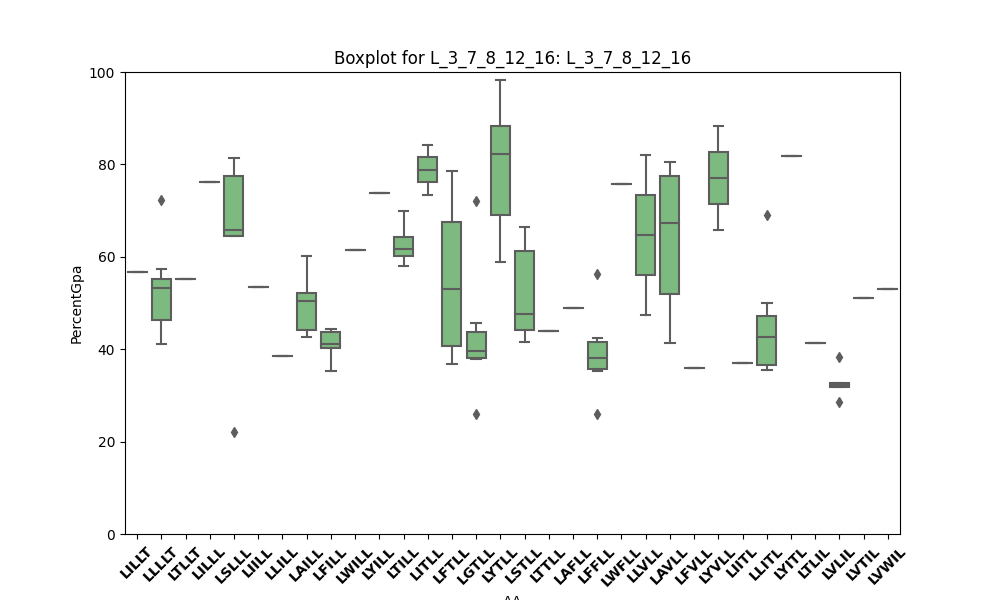 Boxplot for L_3_7_8_12_16: L_3_7_8_12_16
100
80
60
40
20
0
PercentGpa
LILLT LLLLT LTLLT LILLL LSLLL LIILL LLILL LAILL LFILL LWILL LYILL LTILL LITLL LFTLL LGTLL LYTLL LSTLL LTTLL LAFLL LFFLL LWFLL LLVLL LAVLL LFVLL LYVLL LIITL LLITL LYITL LTLIL LVLIL LVTIL LVWIL